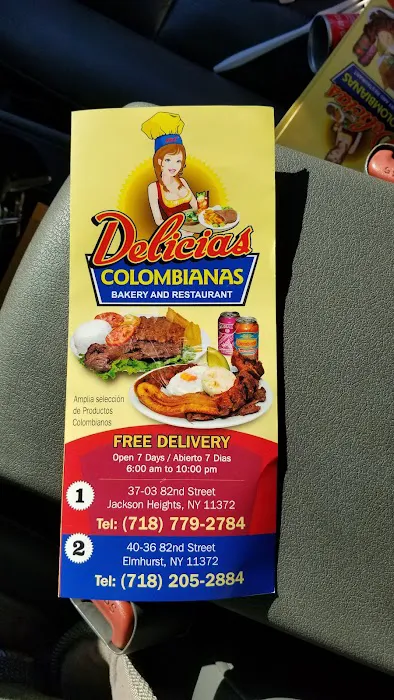 Delicias
COLOMBIANAS
BAKERY AND RESTAURANT
Amplia selección
de Productos
Colombianos
FREE DELIVERY
Open 7 Days / Abierto 7 Dias
6:00 am to 10:00 pm
1
37-03 82nd Street
Jackson Heights, NY 11372
Tel: (718) 779-2784
2
40-36 82nd Street
Elmhurst, NY 11372
Tel: (718) 205-2884
COLOMBIANAS